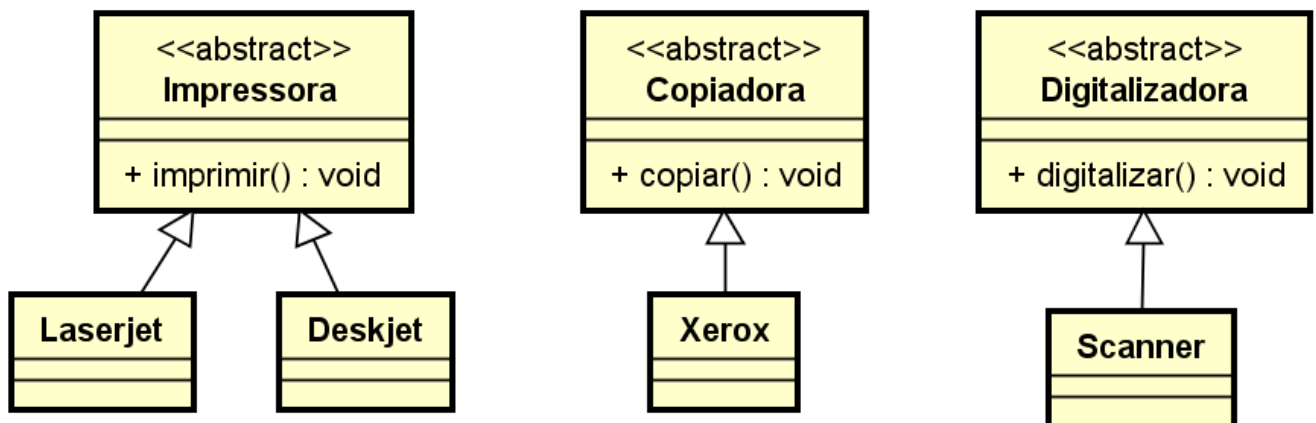 <<abstract>>
Impressora
+ imprimir() : void
<<abstract>>
Copiadora
+ copiar() : void
<<abstract>>
Digitalizadora
+ digitalizar() : void
Laserjet
Deskjet
Xerox
Scanner